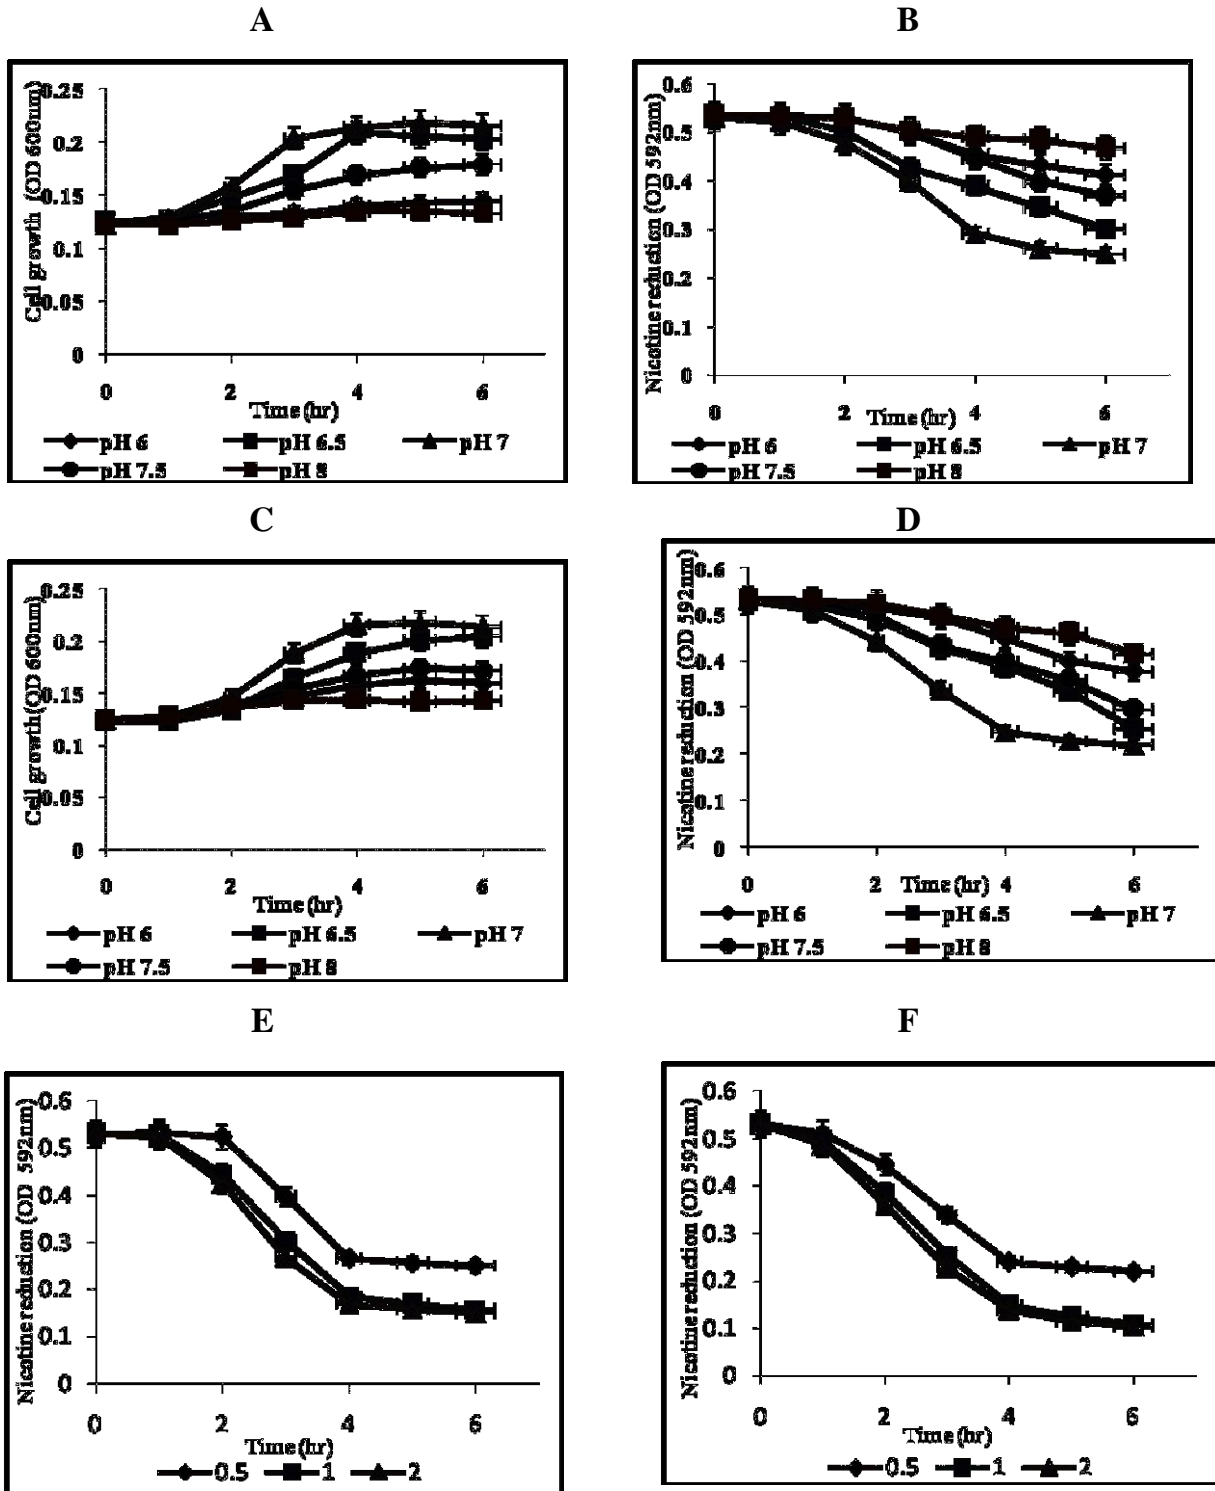 A
B
Cell growth (OD 600nm)
0.25
0.2
0.15
0.1
0.05
0
0 2 4 6
Time (hr)
pH 6 pH 6.5 pH 7
pH 7.5 pH 8
Nicotine reduction (OD 592nm)
0.6
0.5
0.4
0.3
0.2
0.1
0
0 2 4 6
Time (hr)
pH 6 pH 6.5 pH 7
pH 7.5 pH 8
C
D
Cell growth (OD 600nm)
0.25
0.2
0.15
0.1
0.05
0
0 2 4 6
Time (hr)
pH 6 pH 6.5 pH 7
pH 7.5 pH 8
Nicotine reduction (OD 592nm)
0.6
0.5
0.4
0.3
0.2
0.1
0
0 2 4 6
Time (hr)
pH 6 pH 6.5 pH 7
pH 7.5 pH 8
E
F
Nicotine reduction (OD 592nm)
0.6
0.5
0.4
0.3
0.2
0.1
0
0 2 4 6
Time (hr)
0.5 1 2
Nicotine reduction (OD 592nm)
0.6
0.5
0.4
0.3
0.2
0.1
0
0 2 4 6
Time (hr)
0.5 1 2